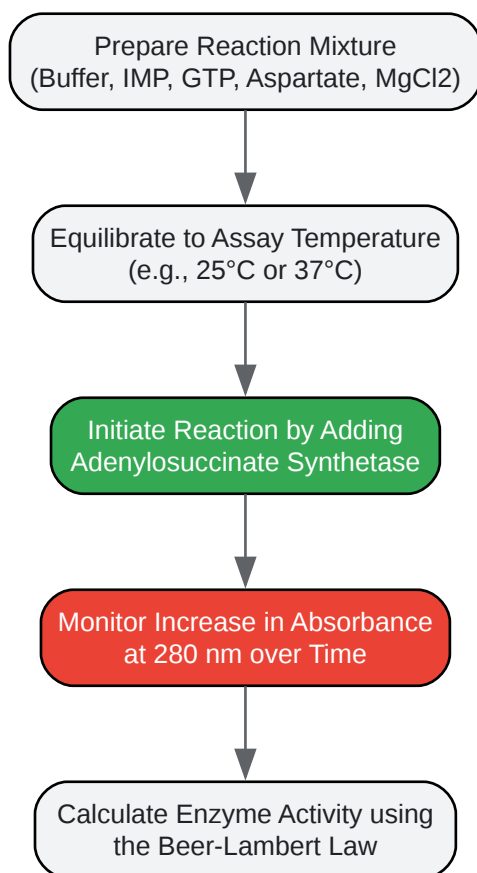 Prepare Reaction Mixture
(Buffer, IMP, GTP, Aspartate, MgCl2)
Equilibrate to Assay Temperature
(e.g., 25°C or 37°C)
Initiate Reaction by Adding
Adenylosuccinate Synthetase
Monitor Increase in Absorbance
at 280 nm over Time
Calculate Enzyme Activity using
the Beer-Lambert Law